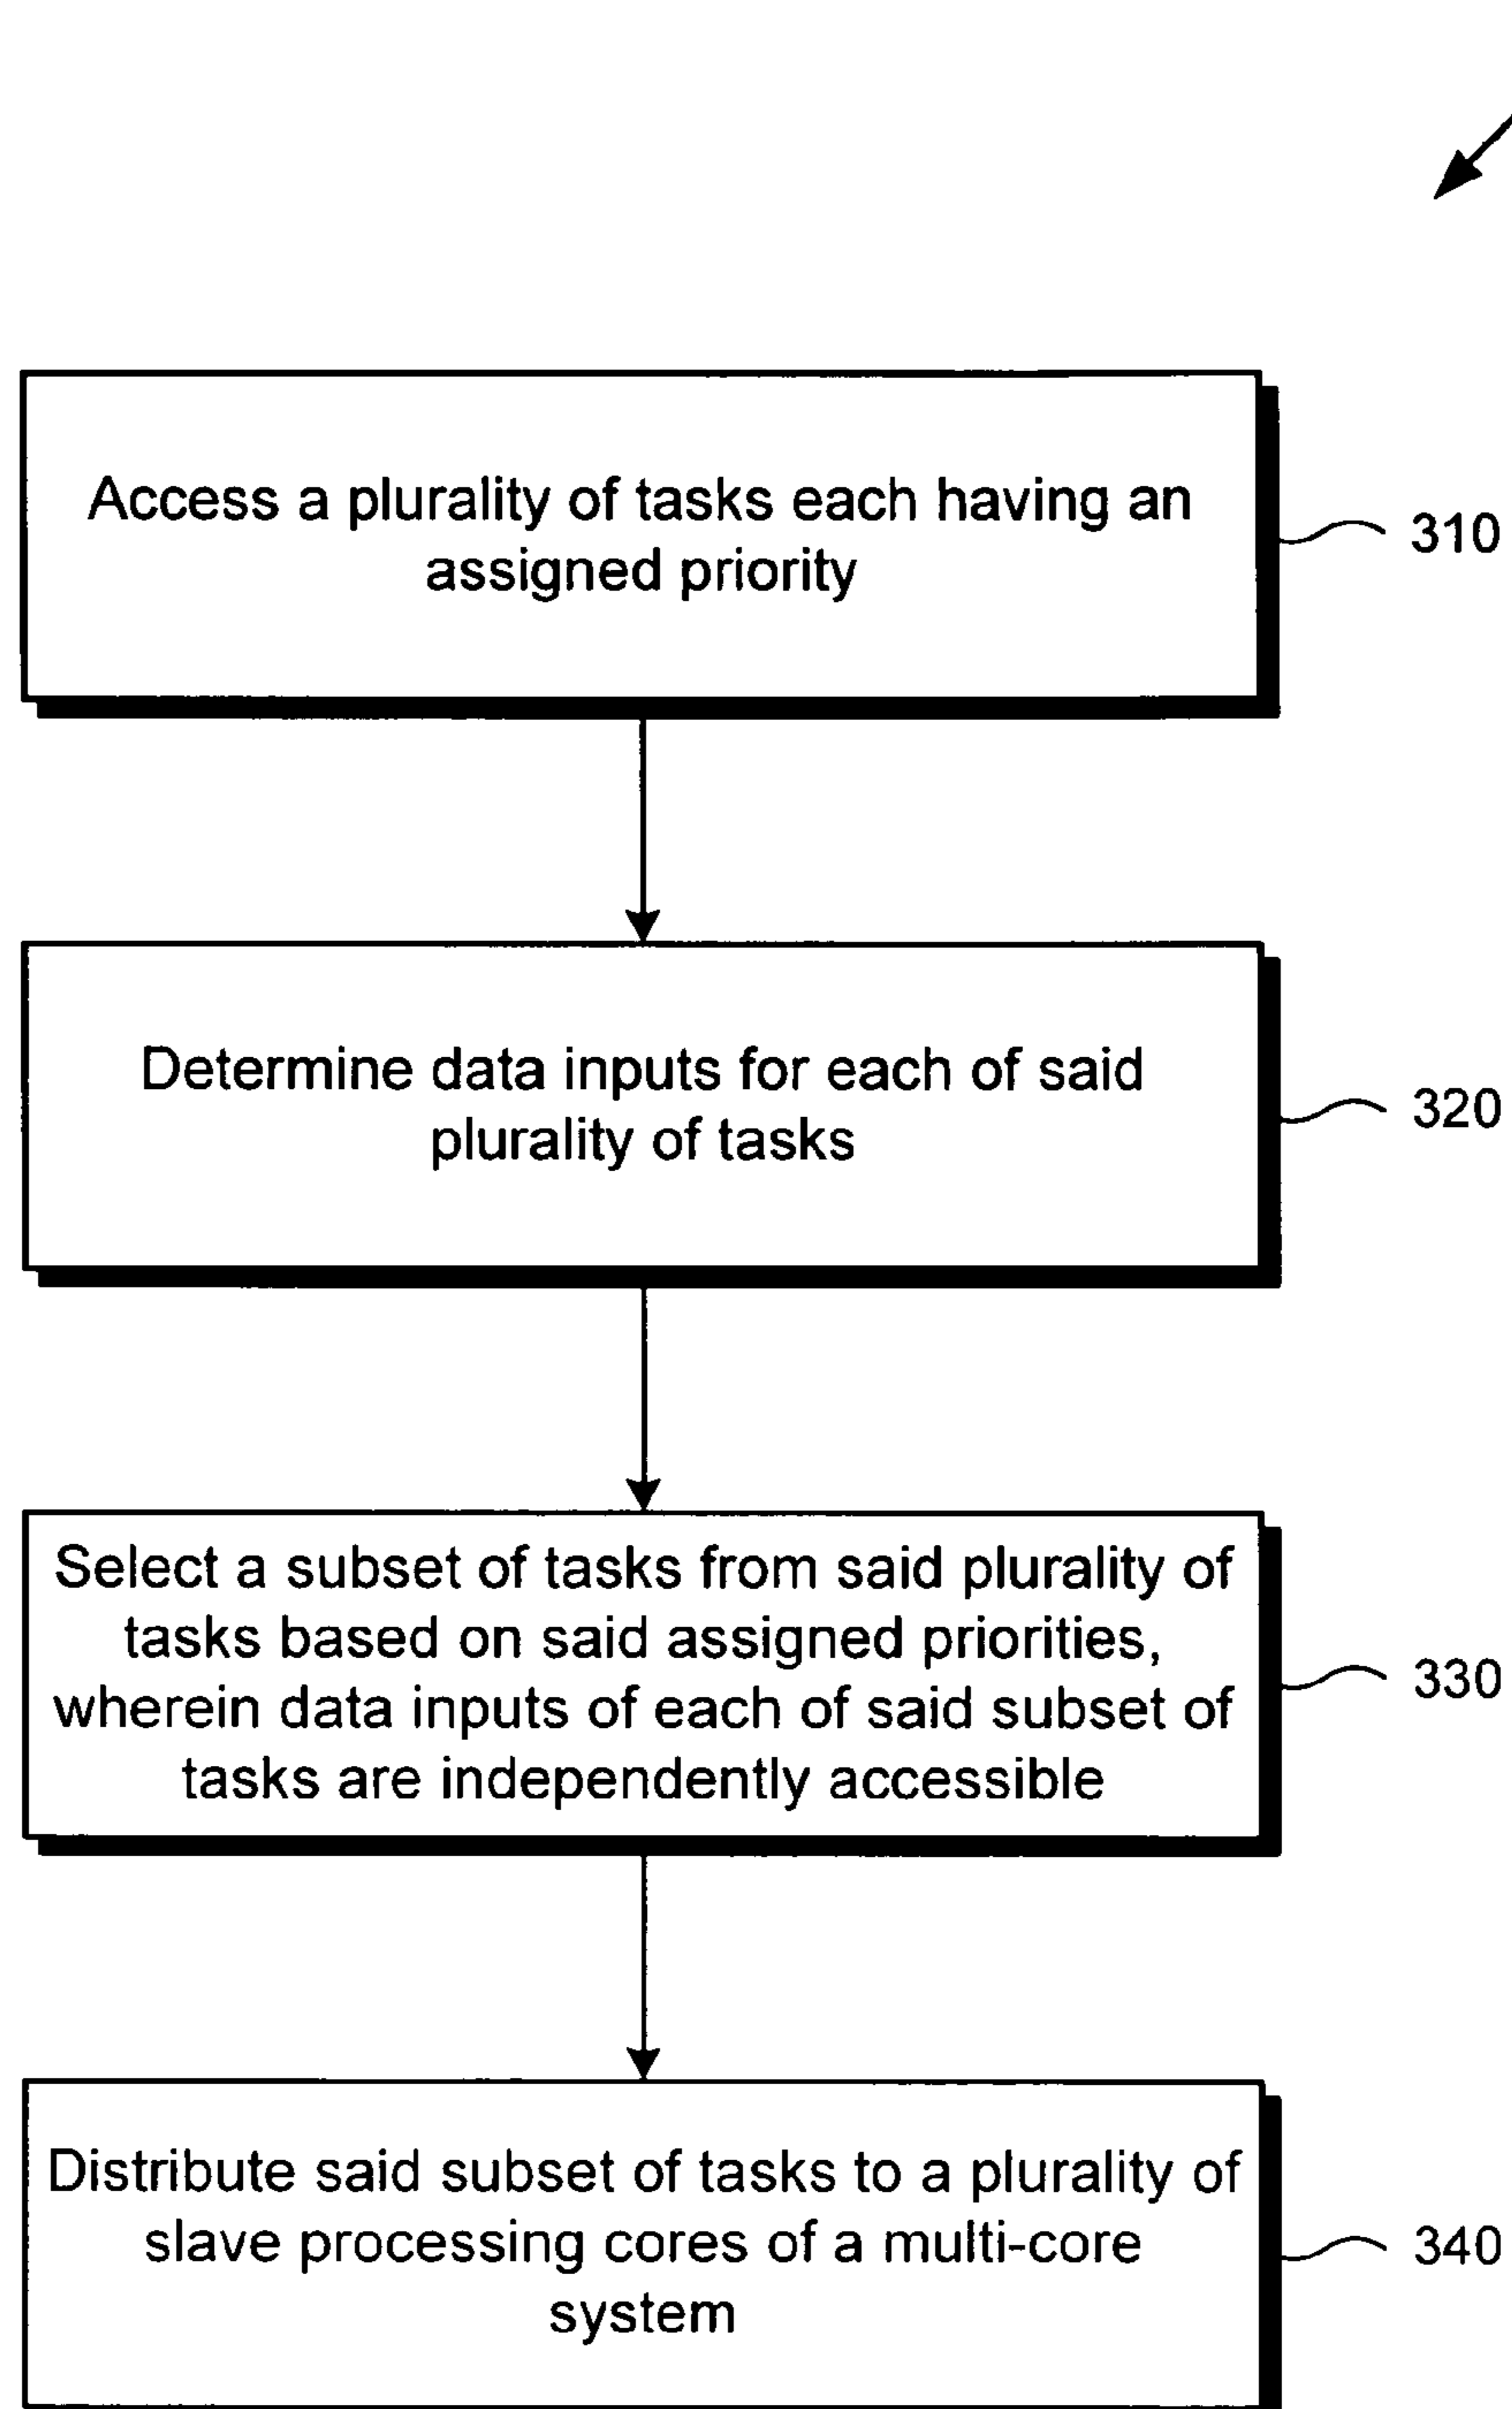 Access a plurality of tasks each having an
assigned priority
310
Determine data inputs for each of said
plurality of tasks
320
Select a subset of tasks from said plurality of
tasks based on said assigned priorities,
wherein data inputs of each of said subset of
tasks are independently accessible
330
Distribute said subset of tasks to a plurality of
slave processing cores of a multi-core
system
340